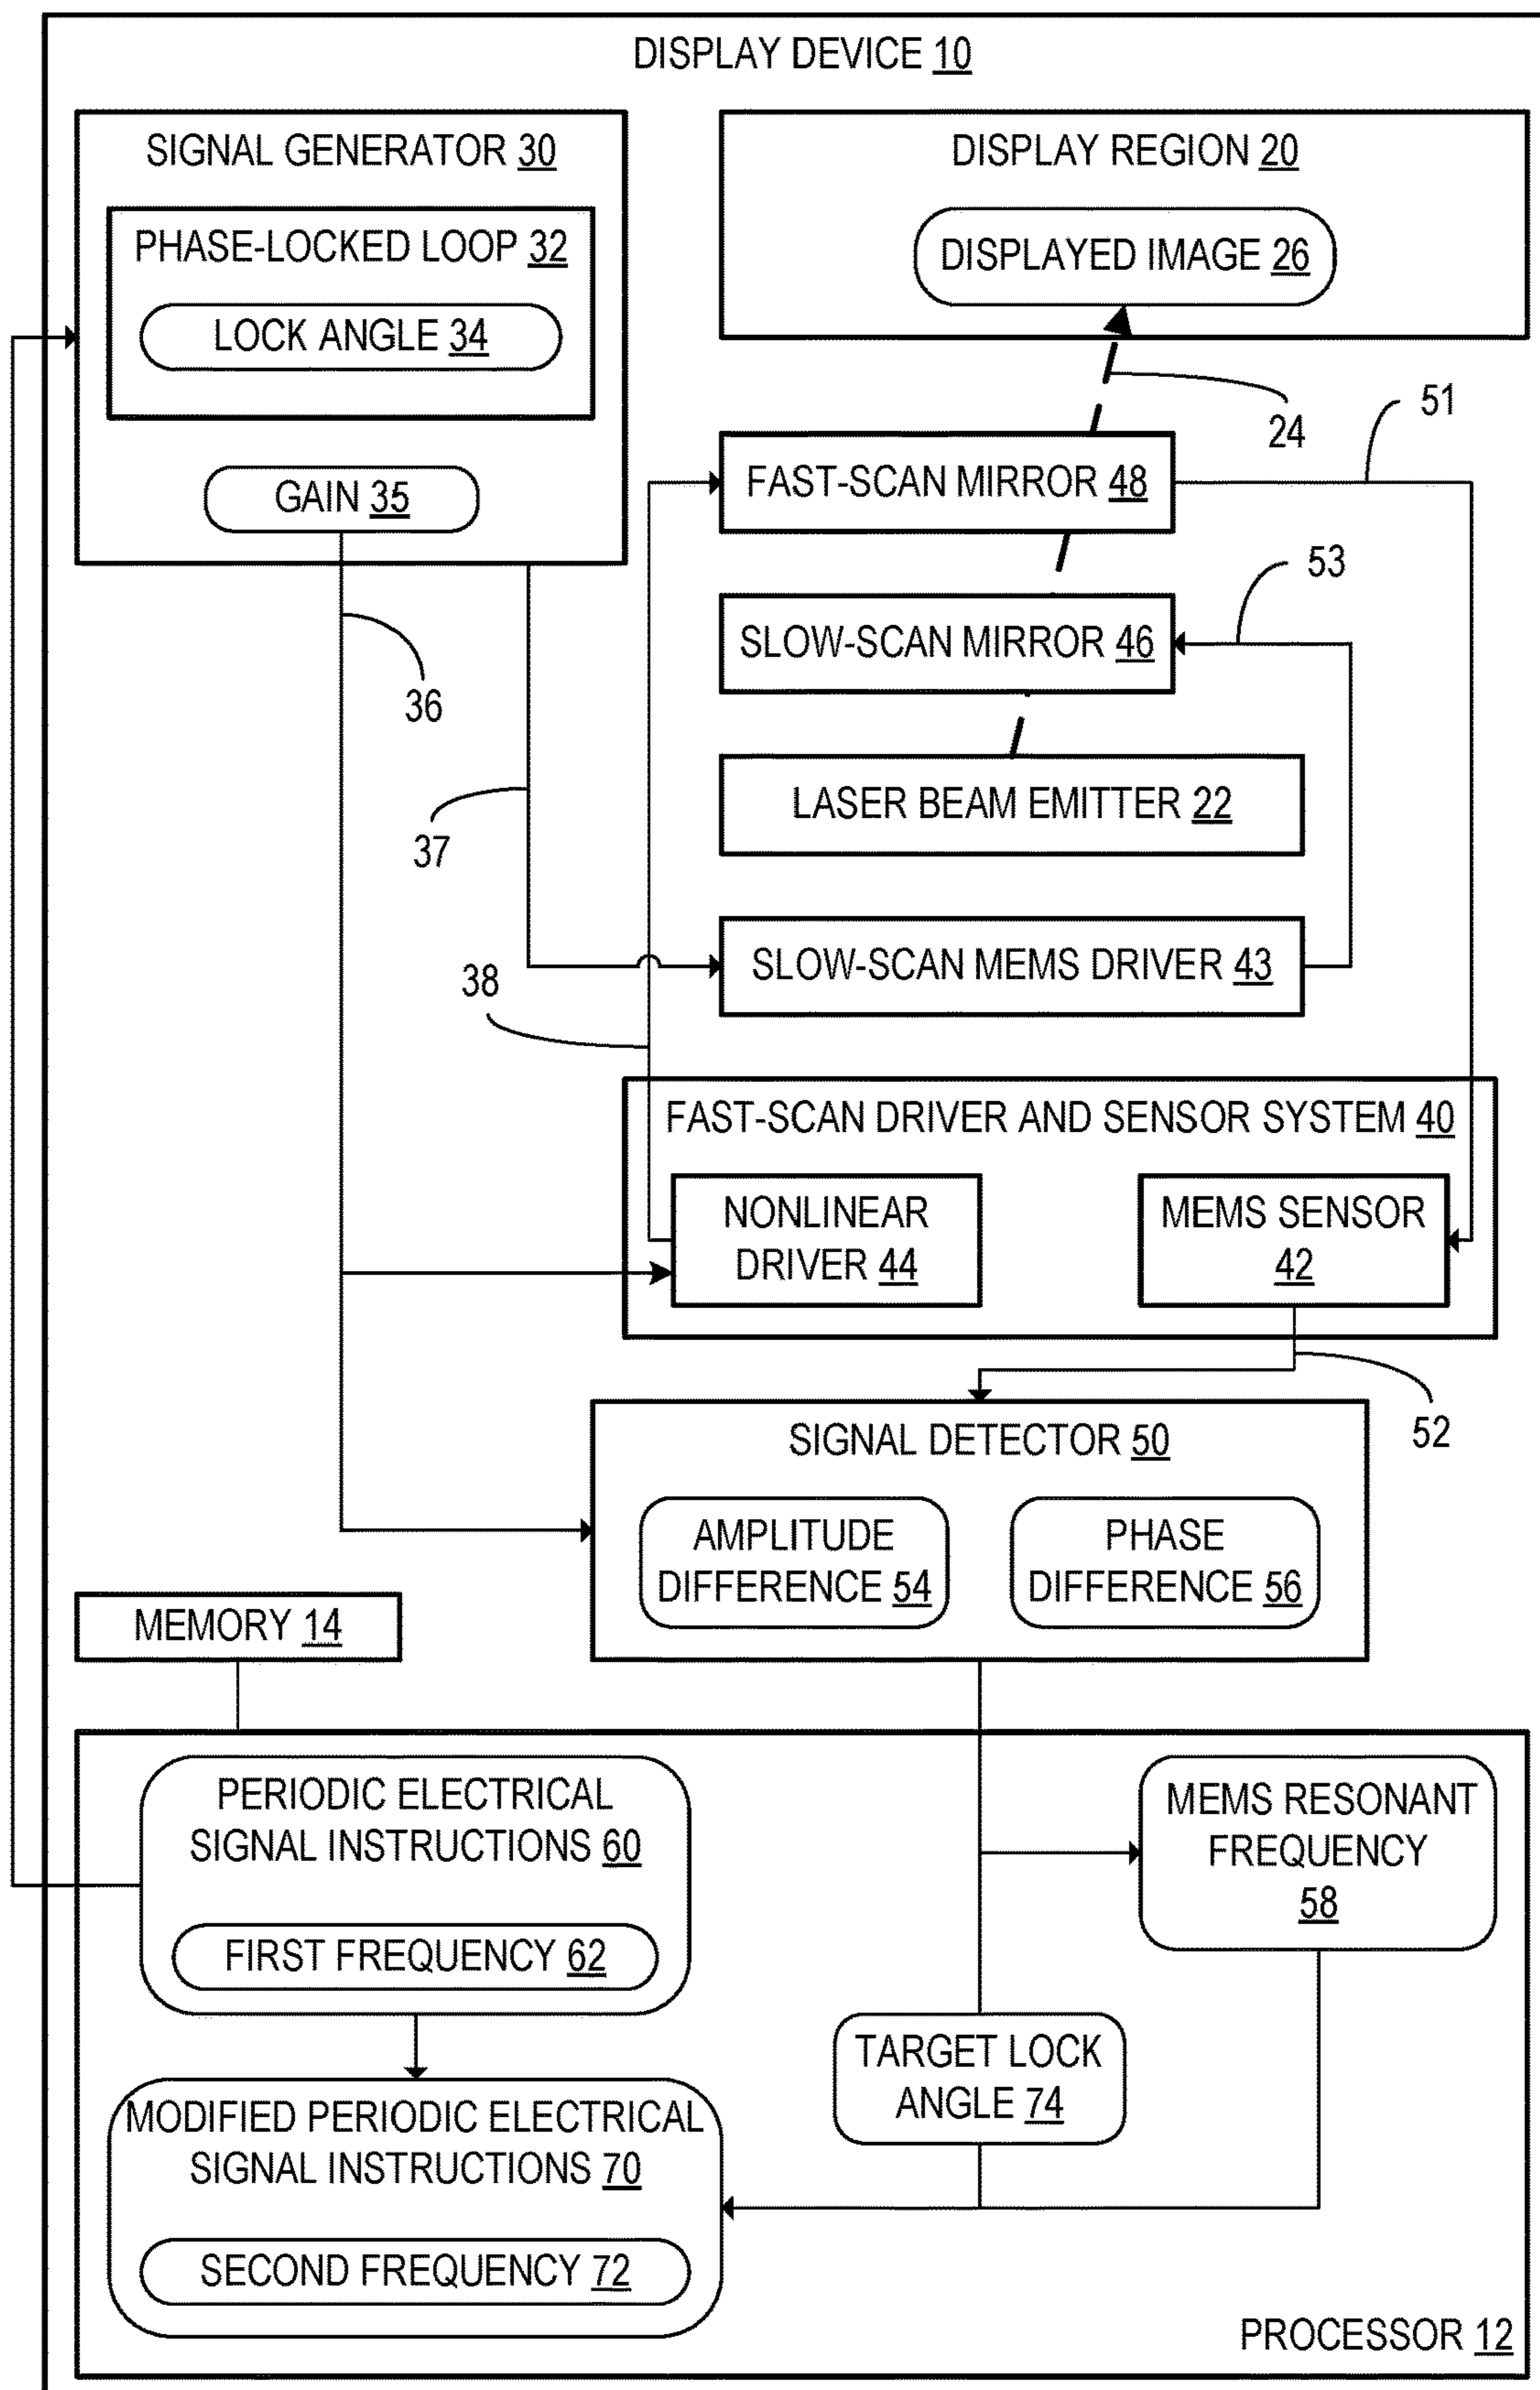 DISPLAY DEVICE 10
SIGNAL GENERATOR 30
PHASE-LOCKED LOOP 32
LOCK ANGLE 34
GAIN 35
DISPLAY REGION 20
DISPLAYED IMAGE 26
24
51
FAST-SCAN MIRROR 48
53
SLOW-SCAN MIRROR 46
36
LASER BEAM EMITTER 22
37
SLOW-SCAN MEMS DRIVER 43
38
FAST-SCAN DRIVER AND SENSOR SYSTEM 40
NONLINEAR
DRIVER 44
MEMS SENSOR
42
52
SIGNAL DETECTOR 50
AMPLITUDE
DIFFERENCE 54
PHASE
DIFFERENCE 56
MEMORY 14
PERIODIC ELECTRICAL
SIGNAL INSTRUCTIONS 60
FIRST FREQUENCY 62
MEMS RESONANT
FREQUENCY
58
TARGET LOCK
ANGLE 74
MODIFIED PERIODIC ELECTRICAL
SIGNAL INSTRUCTIONS 70
SECOND FREQUENCY 72
PROCESSOR 12